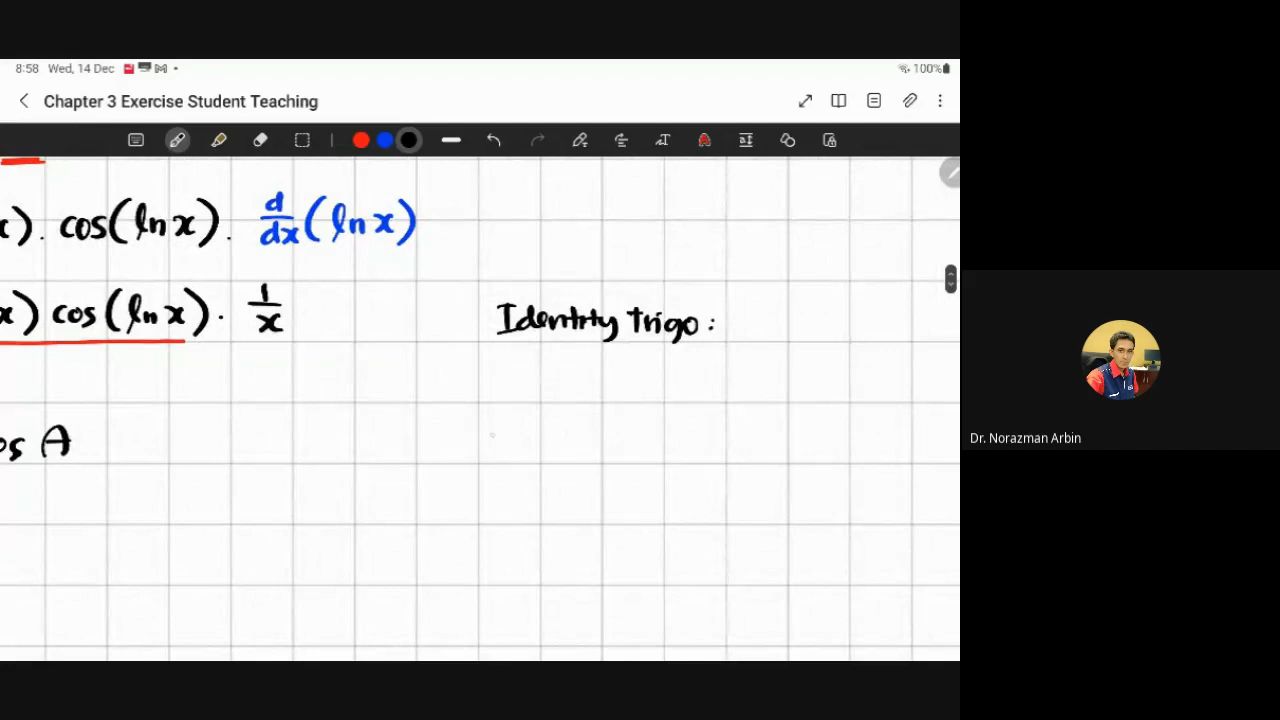 8:58 Wed, 14 Dec
100%
Chapter 3 Exercise Student Teaching
x). cos(ln x). d/dx (ln x)
x) cos(ln x) · 1/x
Identity Trigo :
os A
Dr. Norazman Arbin